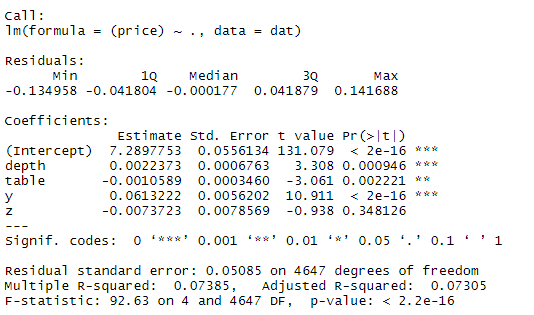 Call:
lm(formula = (price) ~ ., data = dat)
Residuals:
Min 1Q Median 3Q Max
-0.134958 -0.041804 -0.000177 0.041879 0.141688
Coefficients:
Estimate Std. Error t value Pr(>|t|)
(Intercept) 7.2897753 0.0556134 131.079 < 2e-16 ***
depth 0.0022373 0.0006763 3.308 0.000946 ***
table -0.0010589 0.0003460 -3.061 0.002221 **
y 0.0613222 0.0056202 10.911 < 2e-16 ***
z -0.0073723 0.0078569 -0.938 0.348126
---
Signif. codes: 0 ‘***’ 0.001 ‘**’ 0.01 ‘*’ 0.05 ‘.’ 0.1 ‘ ’ 1
Residual standard error: 0.05085 on 4647 degrees of freedom
Multiple R-squared: 0.07385, Adjusted R-squared: 0.07305
F-statistic: 92.63 on 4 and 4647 DF, p-value: < 2.2e-16